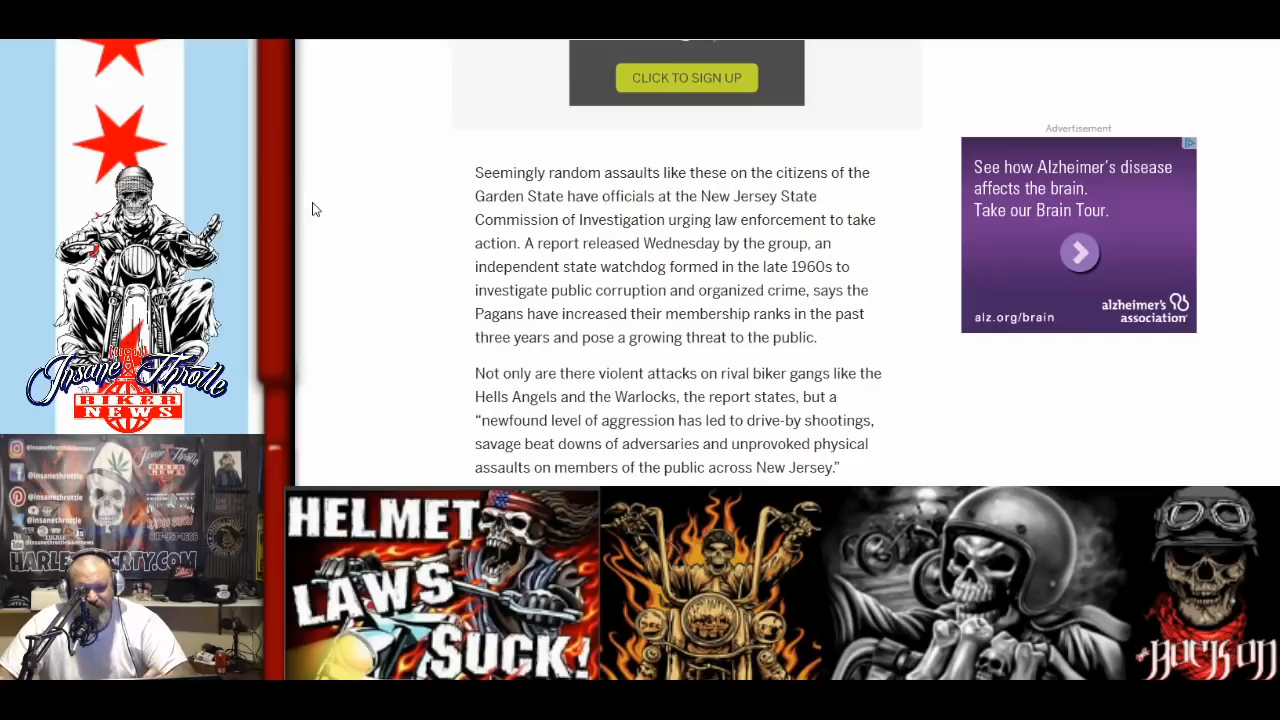 CLICK TO SIGN UP
Advertisement
Seemingly random assaults like these on the citizens of the
Garden State have officials at the New Jersey State
Commission of Investigation urging law enforcement to take
action. A report released Wednesday by the group, an
independent state watchdog formed in the late 1960s to
investigate public corruption and organized crime, says the
Pagans have increased their membership ranks in the past
three years and pose a growing threat to the public.
Not only are there violent attacks on rival biker gangs like the
Hells Angels and the Warlocks, the report states, but a
“newfound level of aggression has led to drive-by shootings,
savage beat downs of adversaries and unprovoked physical
assaults on members of the public across New Jersey.”
See how Alzheimer's disease
affects the brain.
Take our Brain Tour.
alz.org/brain
alzheimer's
association
Insane Throttle
BIKER
NEWS
@insanethrottlebikernews
@insanethrottle
@insanethrottle
@insanethrottle
HELMET
LAWS
SUCK!